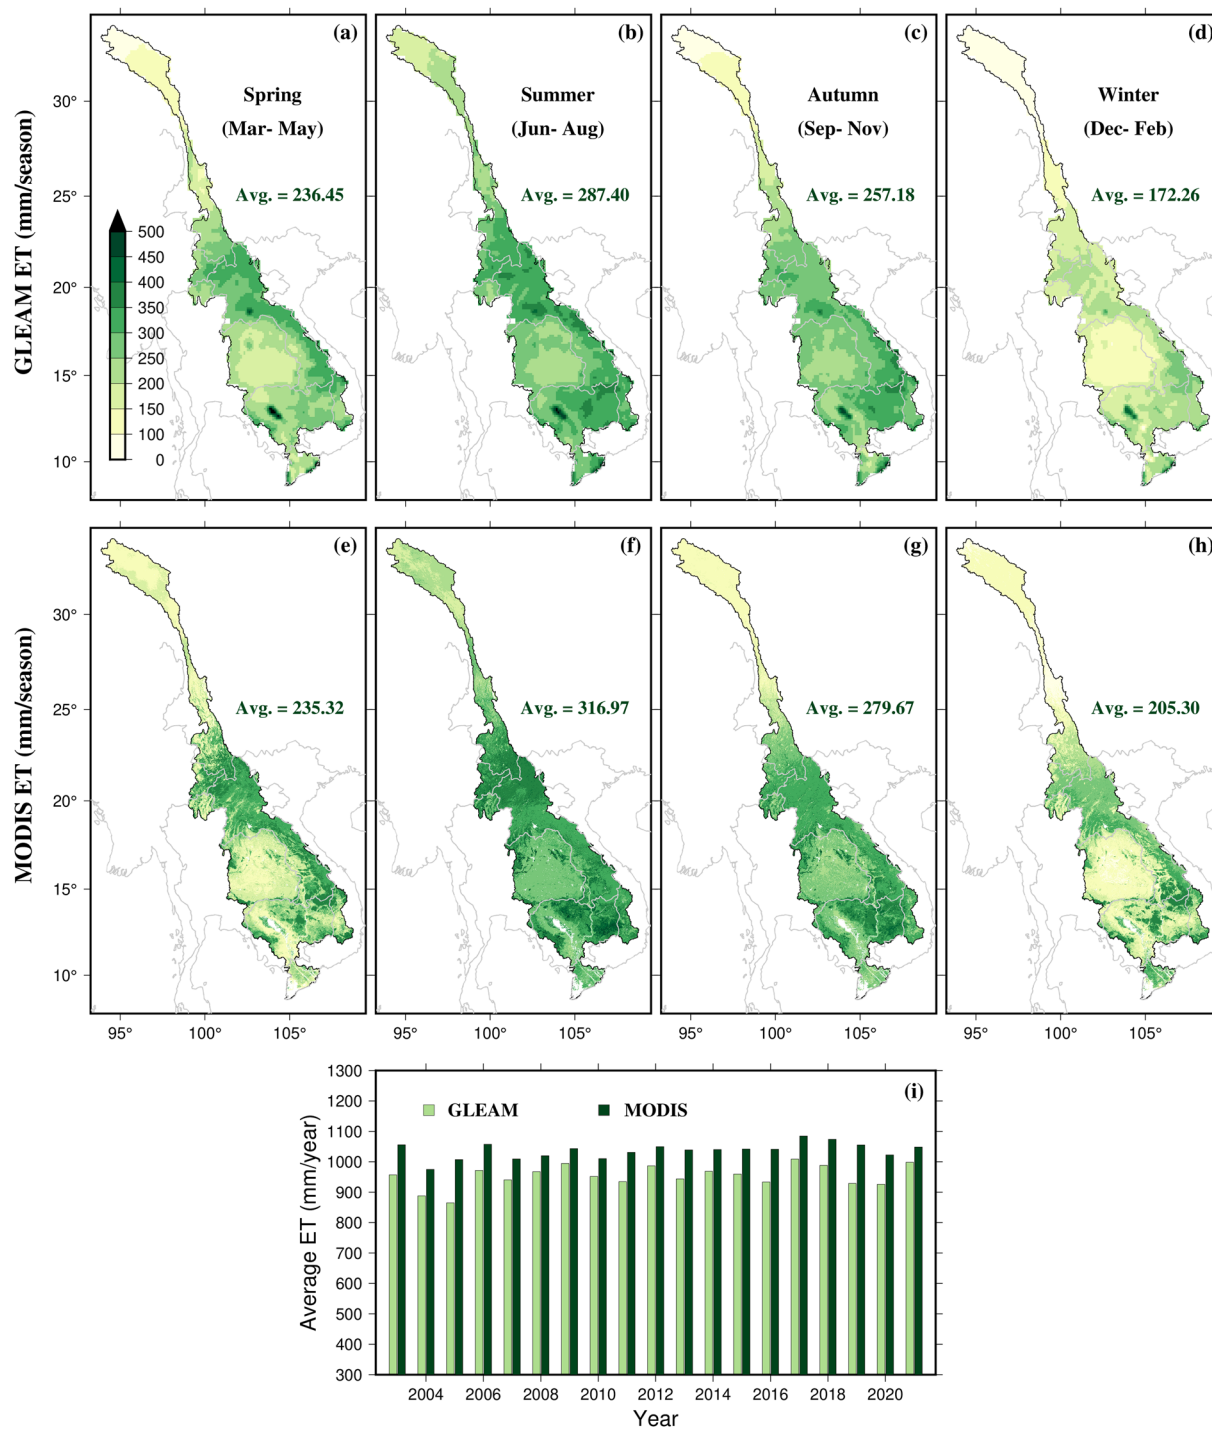 (a)
(b)
(c)
(d)
Spring
(Mar- May)
Summer
(Jun- Aug)
Autumn
(Sep- Nov)
Winter
(Dec- Feb)
Avg. = 236.45
Avg. = 287.40
Avg. = 257.18
Avg. = 172.26
GLEAM ET (mm/season)
30°
25°
20°
15°
10°
500
450
400
350
300
250
200
150
100
0
(e)
(f)
(g)
(h)
Avg. = 235.32
Avg. = 316.97
Avg. = 279.67
Avg. = 205.30
MODIS ET (mm/season)
30°
25°
20°
15°
10°
95° 100° 105°
95° 100° 105°
95° 100° 105°
95° 100° 105°
(i)
GLEAM MODIS
Average ET (mm/year)
1300
1200
1100
1000
900
800
700
600
500
400
300
2004 2006 2008 2010 2012 2014 2016 2018 2020
Year